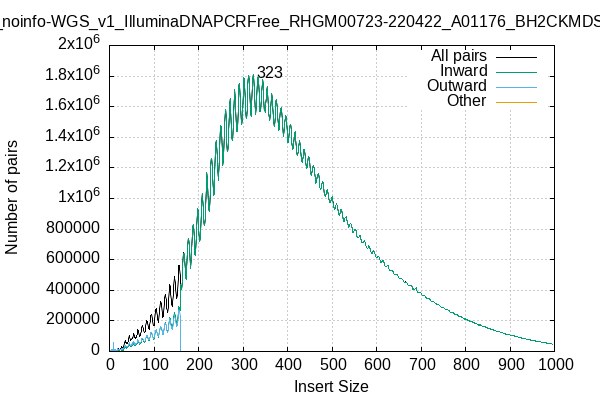 _noinfo-WGS_v1_IlluminaDNAPCRFree_RHGM00723-220422_A01176_BH2CKMDS
2x10^6
1.8x10^6
1.6x10^6
1.4x10^6
1.2x10^6
1x10^6
800000
600000
400000
200000
0
Number of pairs
323
All pairs
Inward
Outward
Other
0 100 200 300 400 500 600 700 800 900 1000
Insert Size